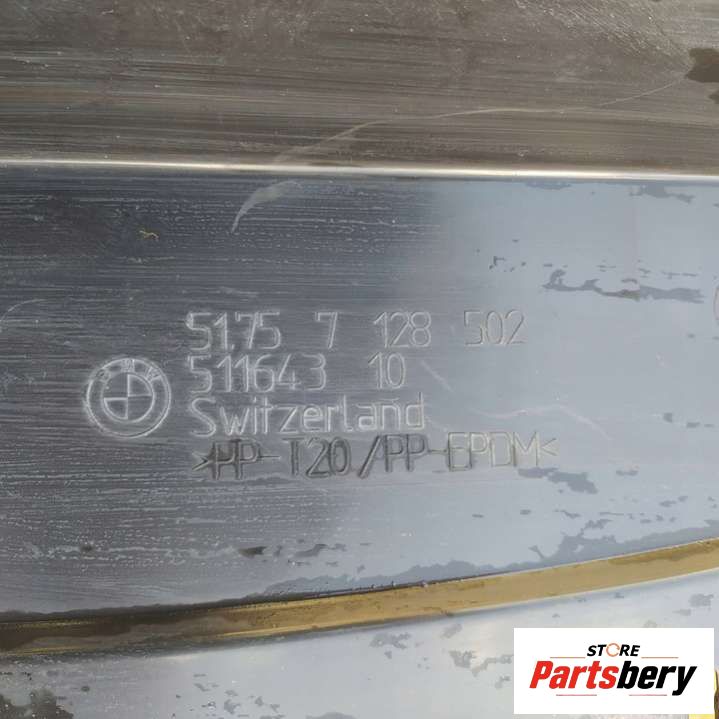 51.75 7 128 502
511643 10
Switzerland
>PP-T20/PP-EPDM<
STORE
Partsbery